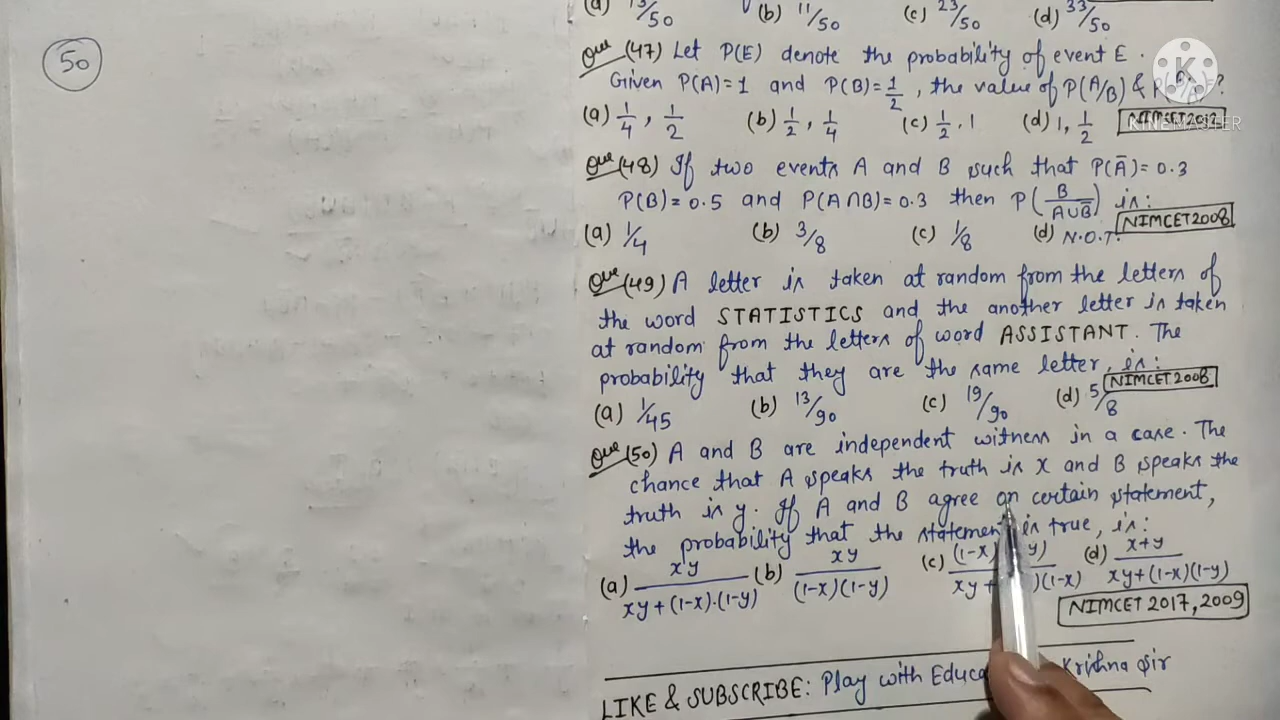 50
(a) 13/50 (b) 11/50 (c) 23/50 (d) 33/50
Que (47) Let P(E) denote the probability of event E.
Given P(A)=1 and P(B)=1/2, the value of P(A/B) & ?
(a) 1/4, 1/2 (b) 1/2, 1/4 (c) 1/2, 1 (d) 1, 1/2 NIMCET 2012
KINEMASTER
Que (48) If two events A and B such that P(Ā)=0.3
P(B)=0.5 and P(A∩B)=0.3 then P(B/A∪B̄) is:
(a) 1/4 (b) 3/8 (c) 1/8 (d) N.O.T. NIMCET2008
Que (49) A letter is taken at random from the letters of
the word STATISTICS and the another letter is taken
at random from the letters of word ASSISTANT. The
probability that they are the same letter, is:
(a) 1/45 (b) 13/90 (c) 19/90 (d) 5/8 NIMCET 2008
Que (50) A and B are independent witness in a case. The
chance that A speaks the truth is x and B speaks the
truth is y. If A and B agree on certain statement,
the probability that the statement is true, is:
(a) xy/xy+(1-x).(1-y) (b) xy/(1-x)(1-y) (c) (1-x) y)/xy+ )(1-x) (d) x+y/xy+(1-x)(1-y)
NIMCET 2017, 2009
LIKE & SUBSCRIBE: Play with Educa Krishna Sir